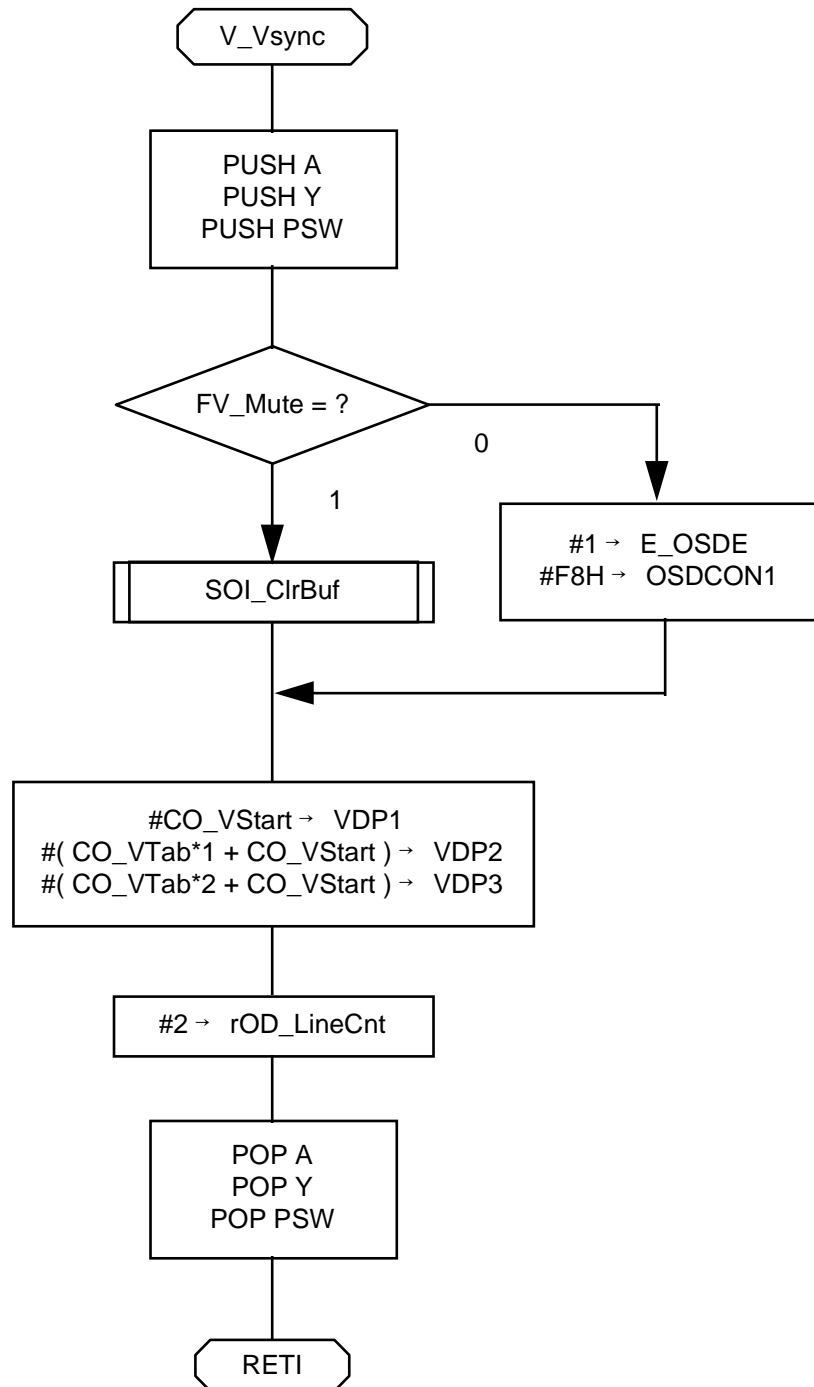 V_Vsync
PUSH A
PUSH Y
PUSH PSW
FV_Mute = ?
0
1
#1→ E_OSDE
#F8H→ OSDCON1
SOI_ClrBuf
#CO_VStart→ VDP1
#( CO_VTab*1 + CO_VStart )→ VDP2
#( CO_VTab*2 + CO_VStart )→ VDP3
#2→ rOD_LineCnt
POP A
POP Y
POP PSW
RETI